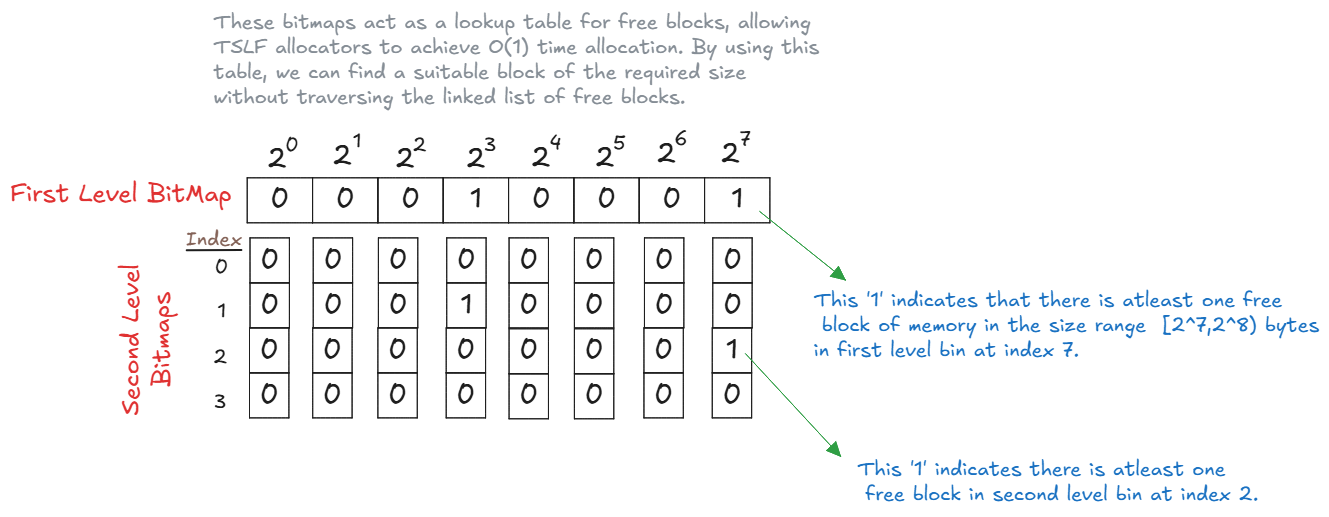 These bitmaps act as a lookup table for free blocks, allowing
TSLF allocators to achieve O(1) time allocation. By using this
table, we can find a suitable block of the required size
without traversing the linked list of free blocks.
2^0 2^1 2^2 2^3 2^4 2^5 2^6 2^7
First Level BitMap 0 0 0 1 0 0 0 1
Index
Second Level
Bitmaps
0 0 0 0 0 0 0 0 0
1 0 0 0 1 0 0 0 0
2 0 0 0 0 0 0 0 1
3 0 0 0 0 0 0 0 0
This '1' indicates that there is atleast one free
block of memory in the size range [2^7,2^8) bytes
in first level bin at index 7.
This '1' indicates there is atleast one
free block in second level bin at index 2.